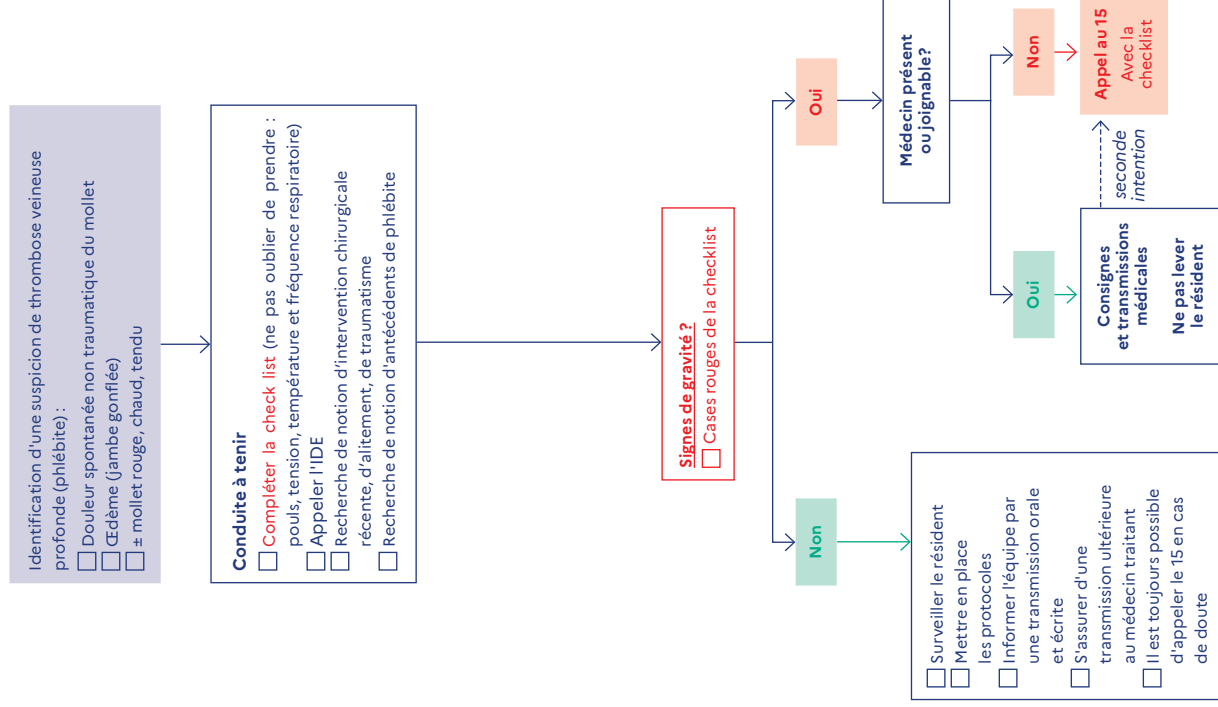 Identification d'une suspicion de thrombose veineuse
profonde (phlébite) :
Douleur spontanée non traumatique du mollet
Œdème (jambe gonflée)
± mollet rouge, chaud, tendu
Conduite à tenir
Compléter la check list (ne pas oublier de prendre :
pouls, tension, température et fréquence respiratoire)
Appeler l'IDE
Recherche de notion d'intervention chirurgicale
récente, d'alitement, de traumatisme
Recherche de notion d'antécédents de phlébite
Signes de gravité?
Cases rouges de la checklist
Non
Surveiller le résident
Mettre en place
les protocoles
Informer l'équipe par
une transmission orale
et écrite
S'assurer d'une
transmission ultérieure
au médecin traitant
Il est toujours possible
d'appeler le 15 en cas
de doute
Oui
Médecin présent
ou joignable?
Oui
Consignes
et transmissions
médicales
Ne pas lever
le résident
seconde
intention
Non
Appel au 15
Avec la
checklist